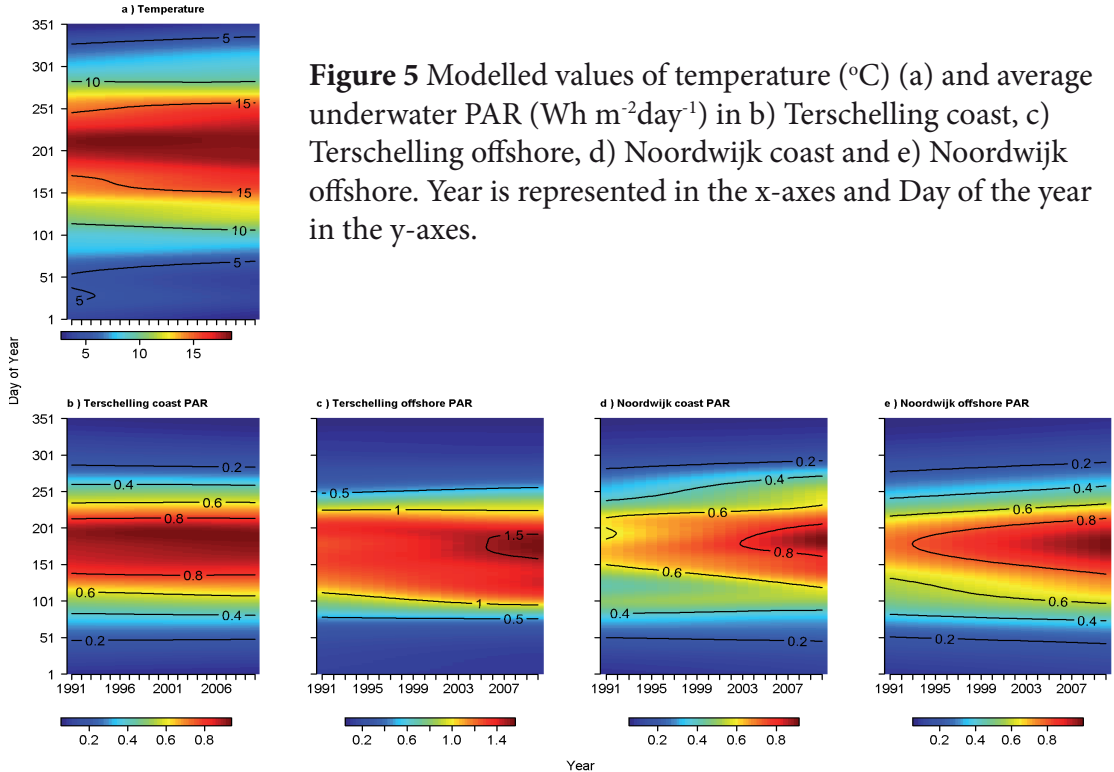 a ) Temperature
351
301
251
201
151
101
51
1
5
10
15
15
10
5
5
5 10 15
Figure 5 Modelled values of temperature (ºC) (a) and average
underwater PAR (Wh m-2day-1) in b) Terschelling coast, c)
Terschelling offshore, d) Noordwijk coast and e) Noordwijk
offshore. Year is represented in the x-axes and Day of the year
in the y-axes.
Day of Year
b ) Terschelling coast PAR
351
301
251
201
151
101
51
1
0.2
0.4
0.6
0.8
0.8
0.6
0.4
0.2
1991 1996 2001 2006
0.2 0.4 0.6 0.8
c ) Terschelling offshore PAR
0.5
1
1.5
1
0.5
1991 1995 1999 2003 2007
0.2 0.6 1.0 1.4
d ) Noordwijk coast PAR
0.2
0.4
0.6
0.8
0.6
0.4
0.2
1991 1995 1999 2003 2007
0.2 0.4 0.6 0.8
e ) Noordwijk offshore PAR
0.2
0.4
0.6
0.8
0.6
0.4
0.2
1991 1995 1999 2003 2007
0.2 0.4 0.6 0.8
Year